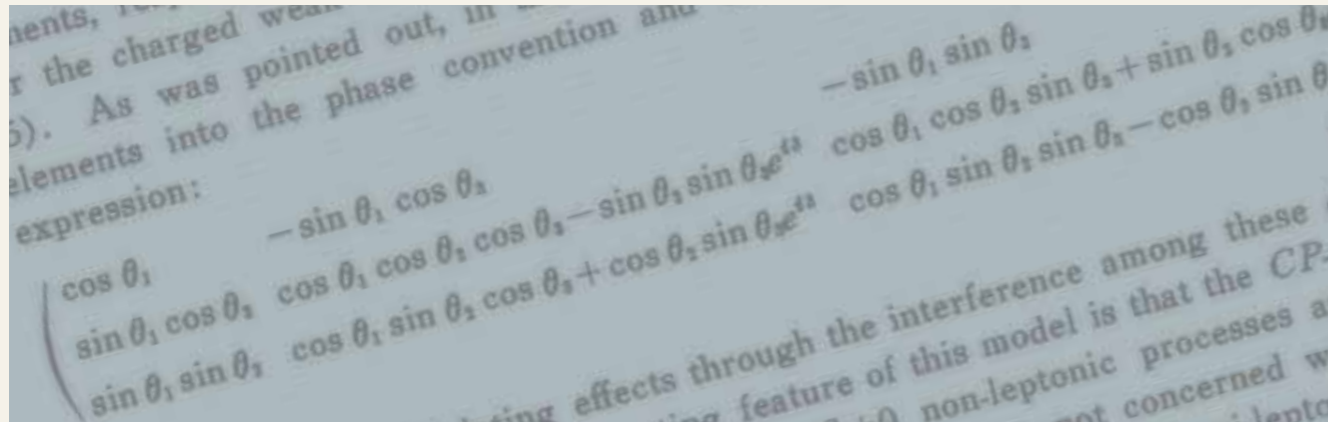 the charged
As was pointed out, in
elements into the phase convention and
expression:
cos θ₁ −sin θ₁ cos θ₃ −sin θ₁ sin θ₃
sin θ₁ cos θ₂ cos θ₁ cos θ₂ cos θ₃−sin θ₂ sin θ₃e^{iδ} cos θ₁ cos θ₂ sin θ₃+sin θ₂ cos
sin θ₁ sin θ₂ cos θ₁ sin θ₂ cos θ₃+cos θ₂ sin θ₃e^{iδ} cos θ₁ sin θ₂ sin θ₃−cos θ₂ sin
effects through the interference among these
feature of this model is that the CP-
non-leptonic processes
concerned